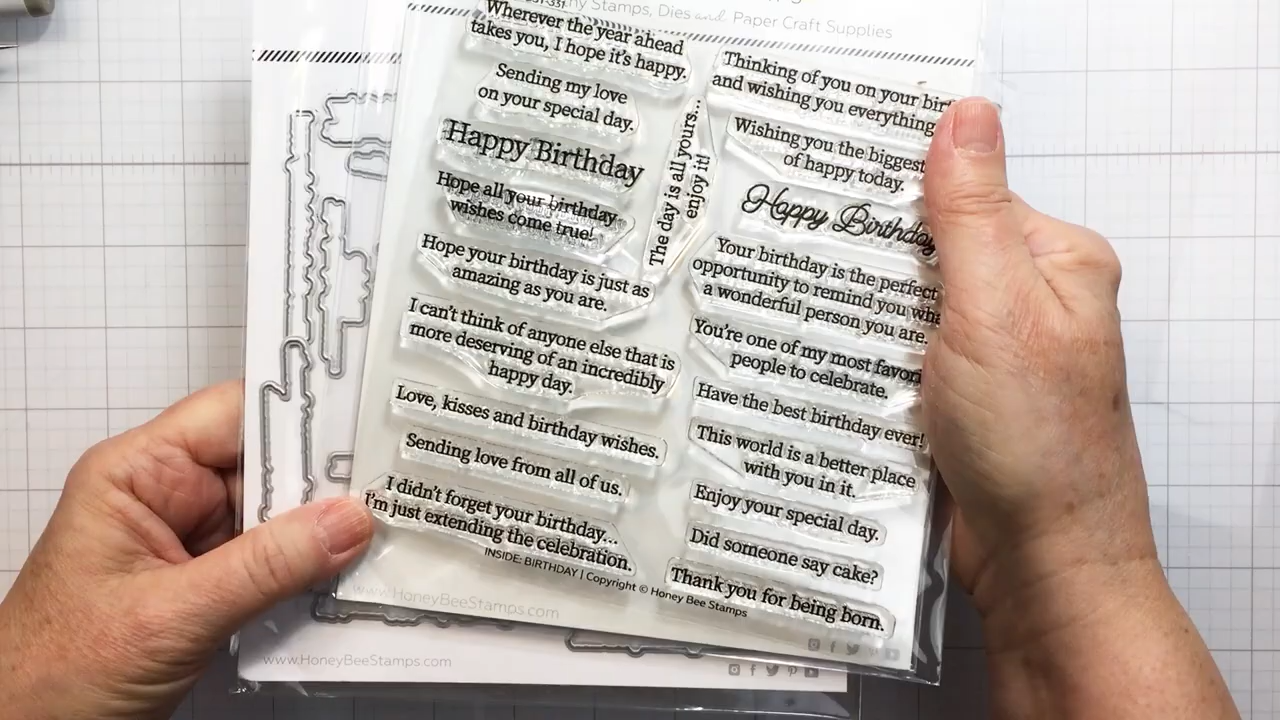 Stamps, Dies and Paper Craft Supplies
Wherever the year ahead
takes you, I hope it's happy.
Sending my love
on your special day.
Happy Birthday
Hope all your birthday
wishes come true!
Hope your birthday is just as
amazing as you are.
I can't think of anyone else that is
more deserving of an incredibly
happy day.
Love, kisses and birthday wishes.
Sending love from all of us.
I didn't forget your birthday...
I'm just extending the celebration.
The day is all yours...
enjoy it!
Thinking of you on your
and wishing you everything
Wishing you the biggest
of happy today.
Happy Birthday
Your birthday is the perfect
opportunity to remind you
a wonderful person you are.
You're one of my most
people to celebrate.
Have the best birthday ever!
This world is a better place
with you in it.
Enjoy your special day.
Did someone say cake?
Thank you for being born.
INSIDE: BIRTHDAY | Copyright © Honey Bee Stamps
www.HoneyBeeStamps.com
www.HoneyBeeStamps.com